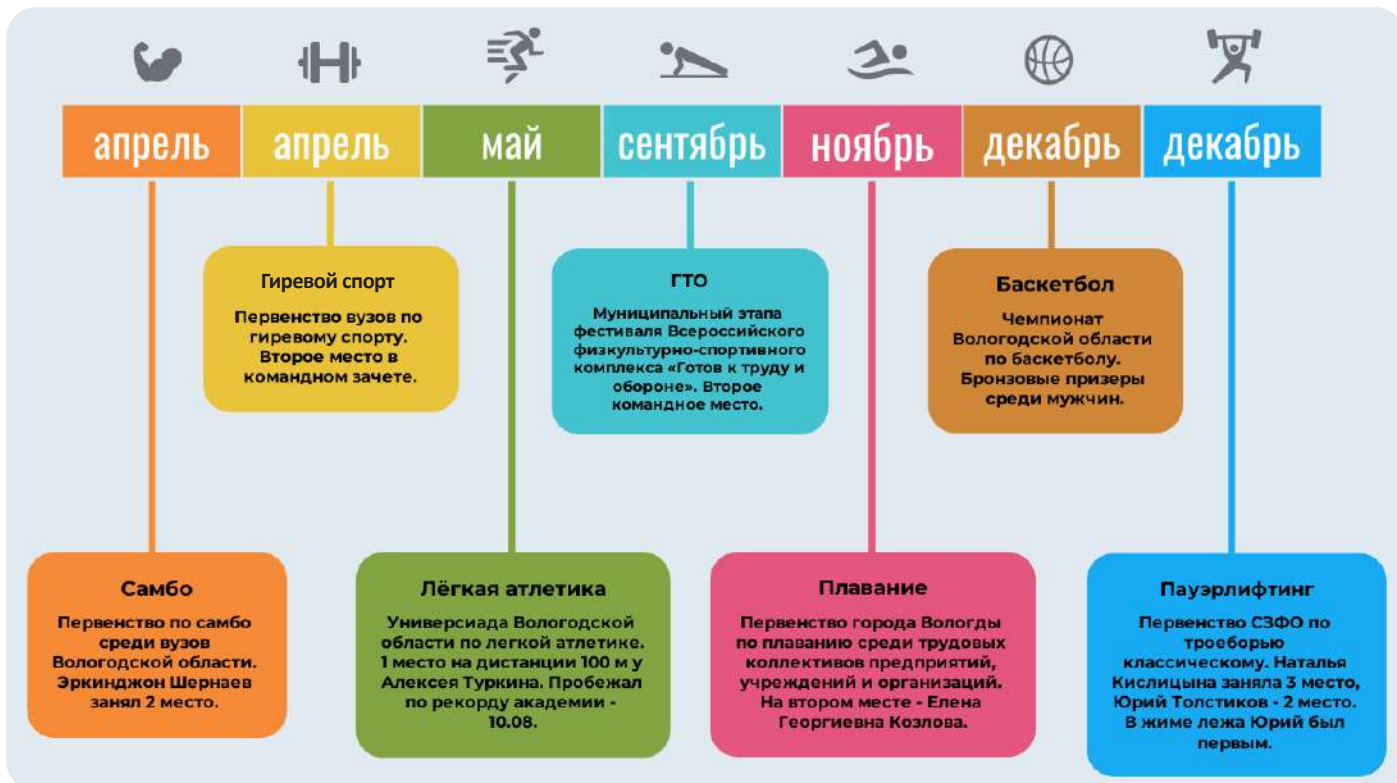 апрель
апрель
май
сентябрь
ноябрь
декабрь
декабрь
Гиревой спорт
Первенство вузов по
гиревому спорту.
Второе место в
командном зачете.
ГТО
Муниципальный этапа
фестиваля Всероссийского
физкультурно-спортивного
комплекса «Готов к труду и
обороне». Второе
командное место.
Баскетбол
Чемпионат
Вологодской области
по баскетболу.
Бронзовые призеры
среди мужчин.
Самбо
Первенство по самбо
среди вузов
Вологодской области.
Эркинджон Шернаев
занял 2 место.
Лёгкая атлетика
Универсиада Вологодской
области по легкой атлетике.
1 место на дистанции 100 м у
Алексея Туркина. Пробежал
по рекорду академии -
10.08.
Плавание
Первенство города Вологды
по плаванию среди трудовых
коллективов предприятий,
учреждений и организаций.
На втором месте - Елена
Георгиевна Козлова.
Пауэрлифтинг
Первенство СЗФО по
троеборью
классическому. Наталья
Кислицына заняла 3 место,
Юрий Толстиков - 2 место.
В жиме лежа Юрий был
первым.